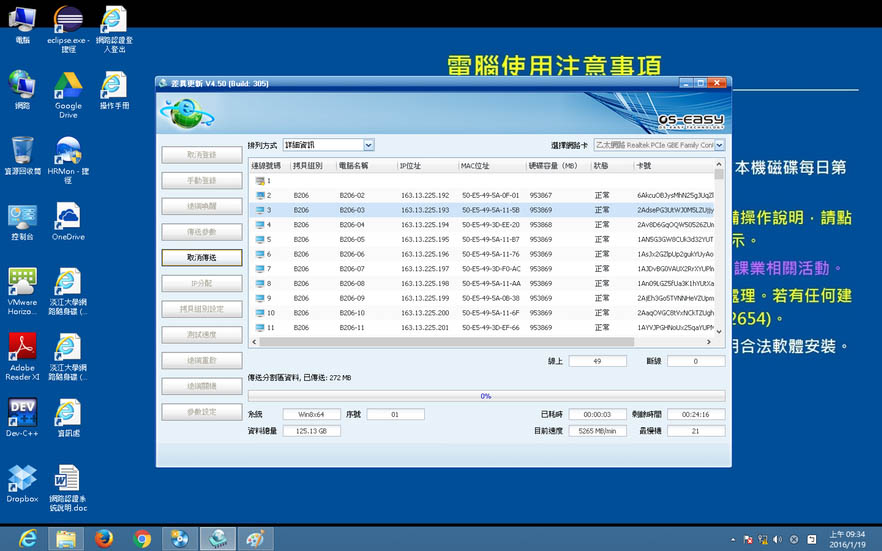 電腦
eclipse.exe - 捷徑
網路認證登入登出
網路
Google Drive
操作手冊
資源回收筒
HRMon - 捷徑
控制台
OneDrive
VMware Horizo...
淡江大學網路隨身碟 (...
Adobe Reader XI
淡江大學網路隨身碟 (...
Dev-C++
資訊處
Dropbox
網路認證系統說明.doc
電腦使用注意事項
本機磁碟每日第
操作說明，請點
示。
課業相關活動。
處理。若有任何建
2654)。
用合法軟體安裝。
差異更新 V4.50 (Build: 305)
OS-EASY
取消登錄
手動登錄
遠端喚醒
傳送參數
取消傳送
IP分配
拷貝組別設定
測試速度
遠端重啟
遠端關機
參數設定
排列方式 詳細資訊 選擇網路卡 乙太網路 Realtek PCIe GBE Family Cont
連線號碼 拷貝組別 電腦名稱 IP位址 MAC位址 硬碟容量（MB） 狀態 卡號
1
2 B206 B206-02 163.13.225.192 50-E5-49-5A-0F-01 953867 正常
3 B206 B206-03 163.13.225.193 50-E5-49-5A-11-5B 953869 正常
4 B206 B206-04 163.13.225.194 50-E5-49-3D-EE-20 953868 正常
5 B206 B206-05 163.13.225.195 50-E5-49-5A-11-B7 953869 正常
6 B206 B206-06 163.13.225.196 50-E5-49-5A-11-76 953869 正常
7 B206 B206-07 163.13.225.197 50-E5-49-3D-F0-AC 953869 正常
8 B206 B206-08 163.13.225.198 50-E5-49-5A-11-AA 953869 正常
9 B206 B206-09 163.13.225.199 50-E5-49-5A-0B-38 953869 正常
10 B206 B206-10 163.13.225.200 50-E5-49-5A-11-6F 953869 正常
11 B206 B206-11 163.13.225.201 50-E5-49-3D-EF-66 953869 正常
線上 49 斷線 0
傳送分割區資料, 已傳送: 272 MB
0%
系統 Win8x64 序號 01 已耗時 00:00:03 剩餘時間 00:24:16
資料總量 125.13 GB 目前速度 5265 MB/min 最慢機 21
上午 09:34
2016/1/19